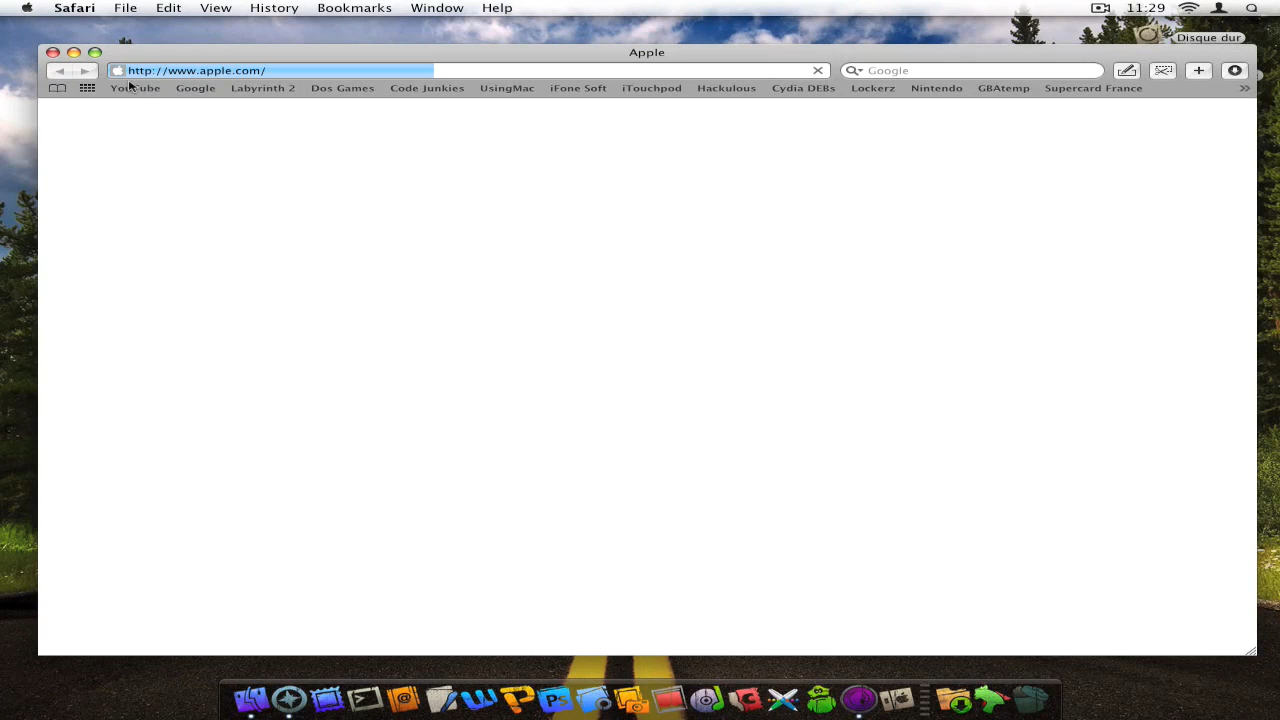 Safari File Edit View History Bookmarks Window Help 11:29
Disque dur
Apple
http://www.apple.com/ Google
YouTube Google Labyrinth 2 Dos Games Code Junkies UsingMac iFone Soft iTouchpod Hackulous Cydia DEBs Lockerz Nintendo GBAtemp Supercard France
Ps